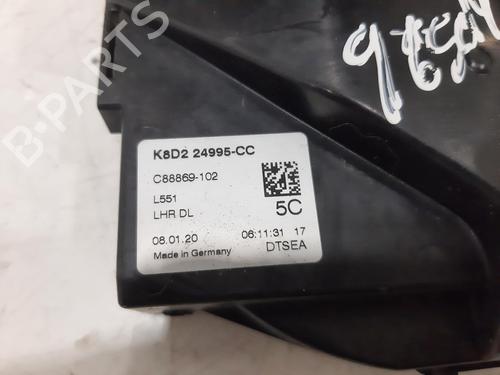 B-PARTS
K8D2 24995-CC
C88869-102
L551
LHR DL
5C
08.01.20 06:11:31 17
Made in Germany DTSEA